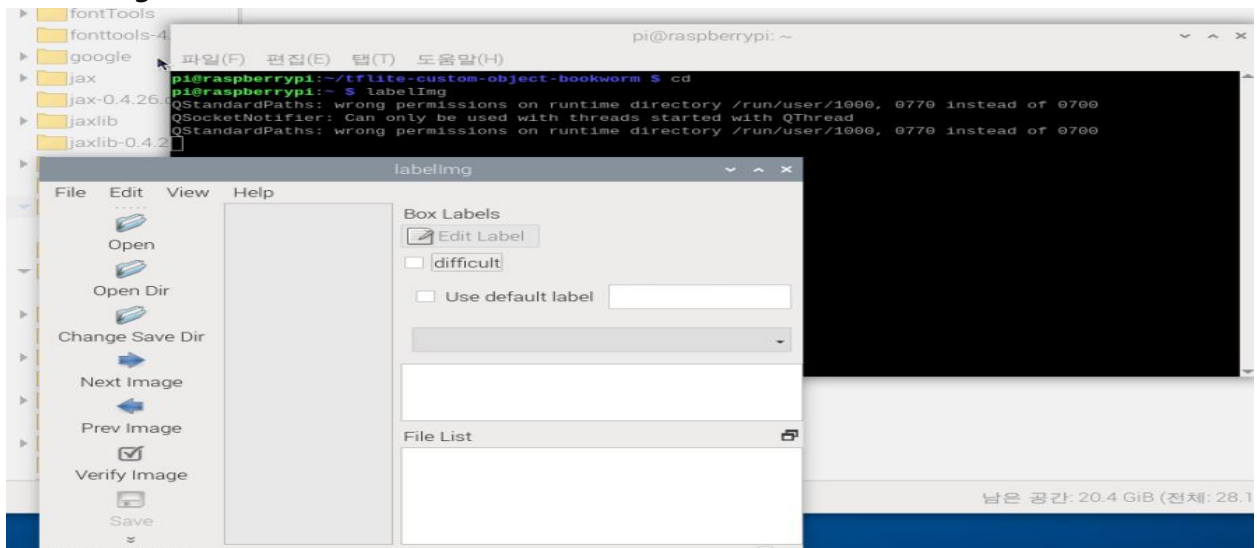 fontTools
fonttools-4
google
jax
jax-0.4.26.
jaxlib
jaxlib-0.4.2
pi@raspberrypi: ~
파일(F) 편집(E) 탭(T) 도움말(H)
pi@raspberrypi:~/tflite-custom-object-bookworm $ cd
pi@raspberrypi:~ $ labelImg
QStandardPaths: wrong permissions on runtime directory /run/user/1000, 0770 instead of 0700
QSocketNotifier: Can only be used with threads started with QThread
QStandardPaths: wrong permissions on runtime directory /run/user/1000, 0770 instead of 0700
labelImg
File Edit View Help
Open
Open Dir
Change Save Dir
Next Image
Prev Image
Verify Image
Save
Box Labels
Edit Label
difficult
Use default label
File List
남은 공간: 20.4 GiB (전체: 28.1